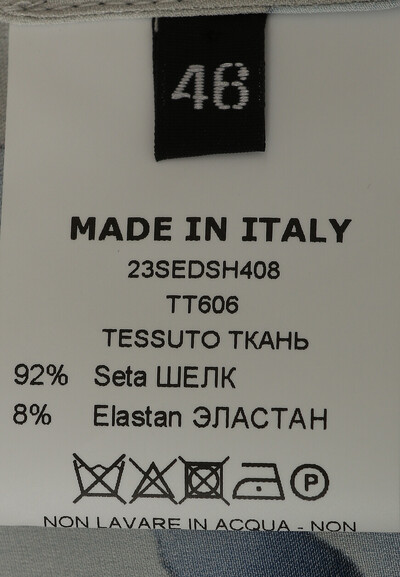 46
MADE IN ITALY
23SEDSH408
TT606
TESSUTO ТКАНЬ
92% Seta ШЕЛК
8% Elastan ЭЛАСТАН
P
NON LAVARE IN ACQUA - NON